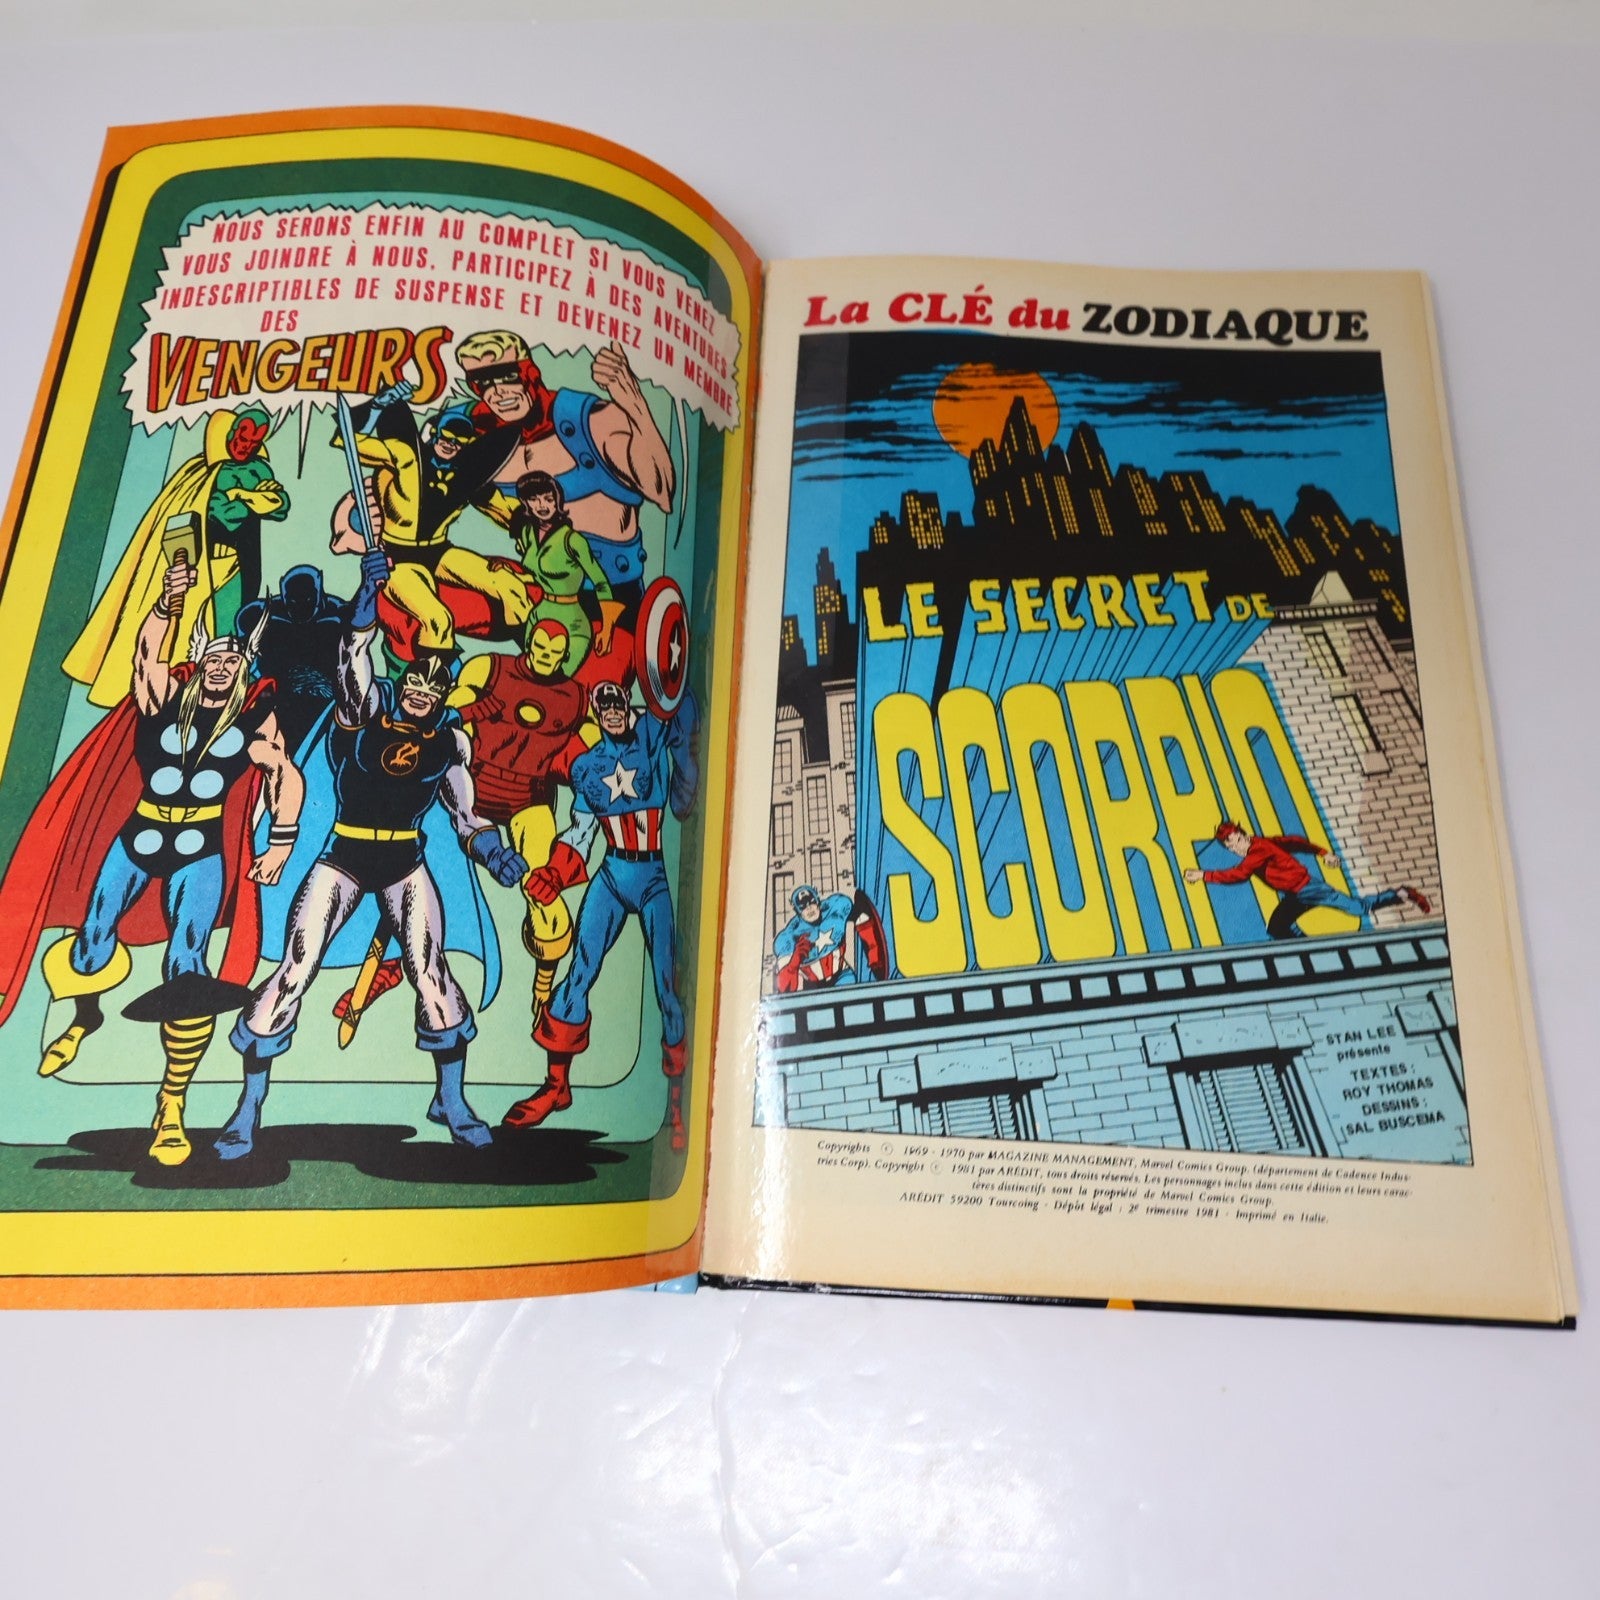 NOUS SERONS ENFIN AU COMPLET SI VOUS VENEZ
VOUS JOINDRE À NOUS. PARTICIPEZ À DES AVENTURES
INDESCRIPTIBLES DE SUSPENSE ET DEVENEZ UN MEMBRE
DES
VENGEURS
La CLÉ du ZODIAQUE
LE SECRET DE
SCORPIO
STAN LEE
présente
TEXTES :
ROY THOMAS
DESSINS :
SAL BUSCEMA
Copyrights © 1969 - 1970 par MAGAZINE MANAGEMENT, Marvel Comics Group. (département de Cadence Indus-
tries Corp). Copyright © 1981 par ARÉDIT, tous droits réservés. Les personnages inclus dans cette édition et leurs carac-
tères distinctifs sont la propriété de Marvel Comics Group.
ARÉDIT 59200 Tourcoing - Dépôt légal : 2e trimestre 1981 - Imprimé en Italie.